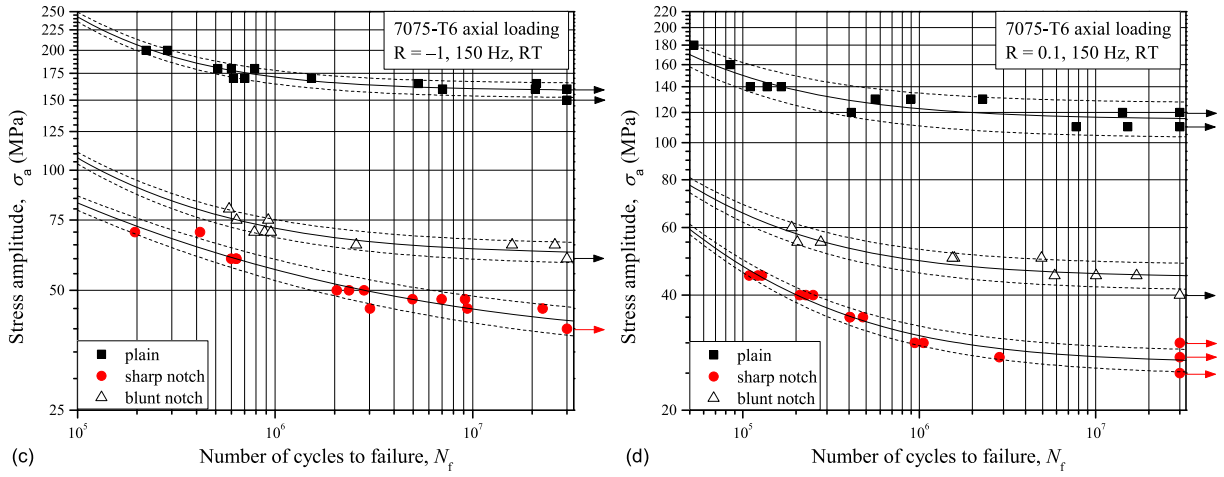 250
200
175
150
125
100
75
50
25
Stress amplitude, σa (MPa)
7075-T6 axial loading
R = –1, 150 Hz, RT
plain
sharp notch
blunt notch
10^5
10^6
10^7
Number of cycles to failure, Nf
(c)
220
200
180
160
140
120
100
80
60
40
20
Stress amplitude, σa (MPa)
7075-T6 axial loading
R = 0.1, 150 Hz, RT
plain
sharp notch
blunt notch
10^5
10^6
10^7
Number of cycles to failure, Nf
(d)